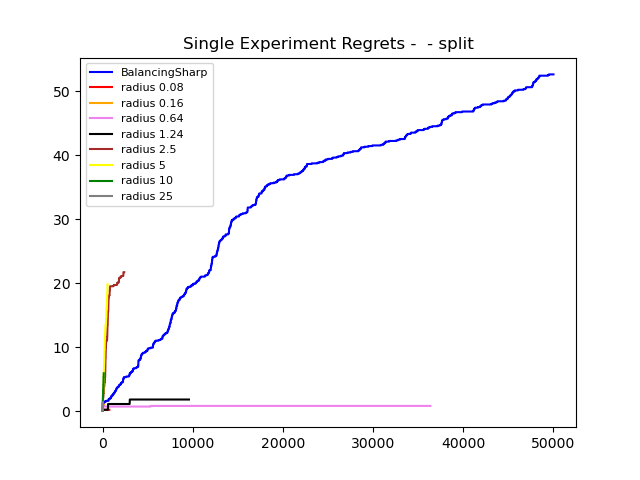 Single Experiment Regrets -  - split
BalancingSharp
radius 0.08
radius 0.16
radius 0.64
radius 1.24
radius 2.5
radius 5
radius 10
radius 25
50
40
30
20
10
0
0 10000 20000 30000 40000 50000